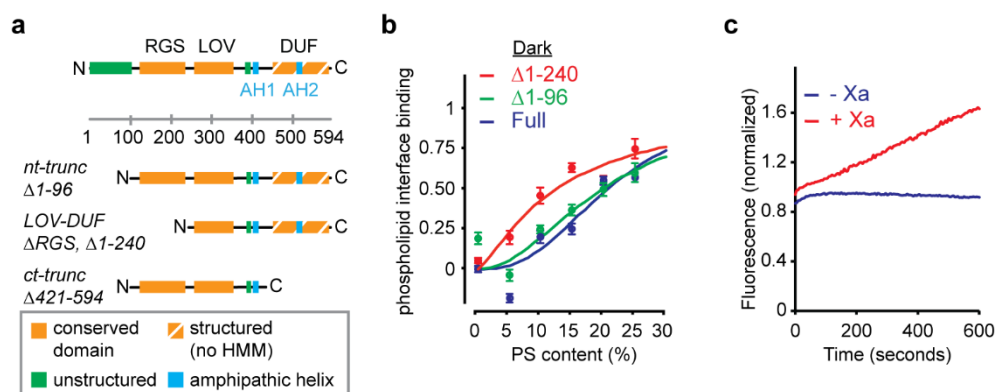 a
RGS LOV DUF
N C
AH1 AH2
1 100 200 300 400 500 594
nt-trunc
Δ1-96
N C
LOV-DUF
ΔRGS, Δ1-240
N C
ct-trunc
Δ421-594
N C
conserved
domain
structured
(no HMM)
unstructured
amphipathic helix
b
Dark
Δ1-240
Δ1-96
Full
phospholipid interface binding
1
0.75
0.50
0.25
0
0 5 10 15 20 25 30
PS content (%)
c
- Xa
+ Xa
Fluorescence (normalized)
1.6
1.2
0.8
0.4
0
0 200 400 600
Time (seconds)